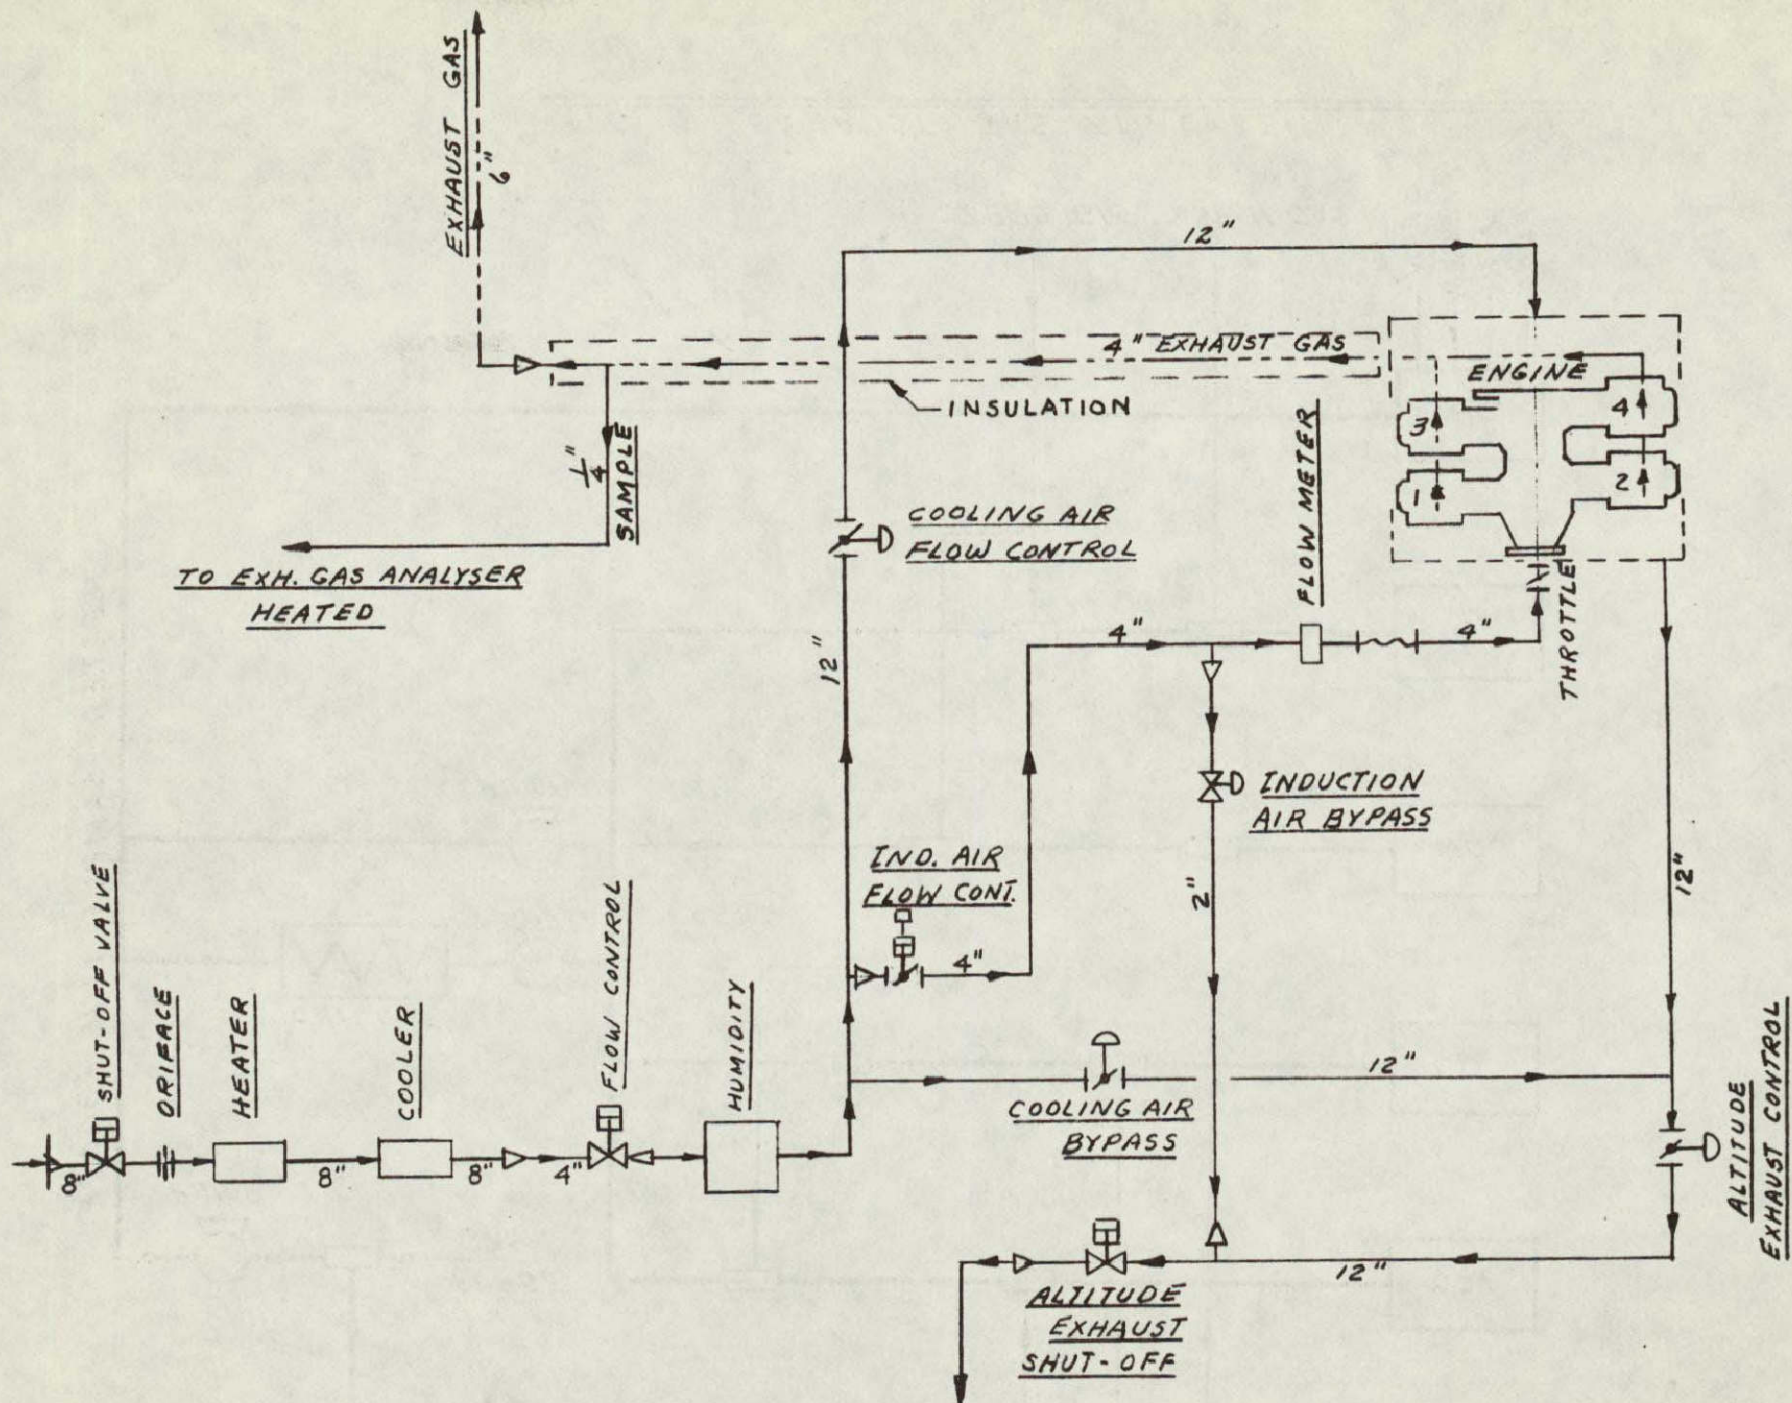 EXHAUST GAS
6"
12"
4" EXHAUST GAS
INSULATION
ENGINE
3
4
1
2
1/4"
SAMPLE
TO EXH. GAS ANALYSER
HEATED
COOLING AIR
FLOW CONTROL
FLOW METER
THROTTLE
12"
4"
4"
INDUCTION
AIR BYPASS
IND. AIR
FLOW CONT.
4"
2"
12"
SHUT-OFF VALVE
ORIFACE
HEATER
COOLER
FLOW CONTROL
HUMIDITY
8"
8"
8"
4"
12"
COOLING AIR
BYPASS
ALTITUDE
EXHAUST CONTROL
12"
ALTITUDE
EXHAUST
SHUT-OFF